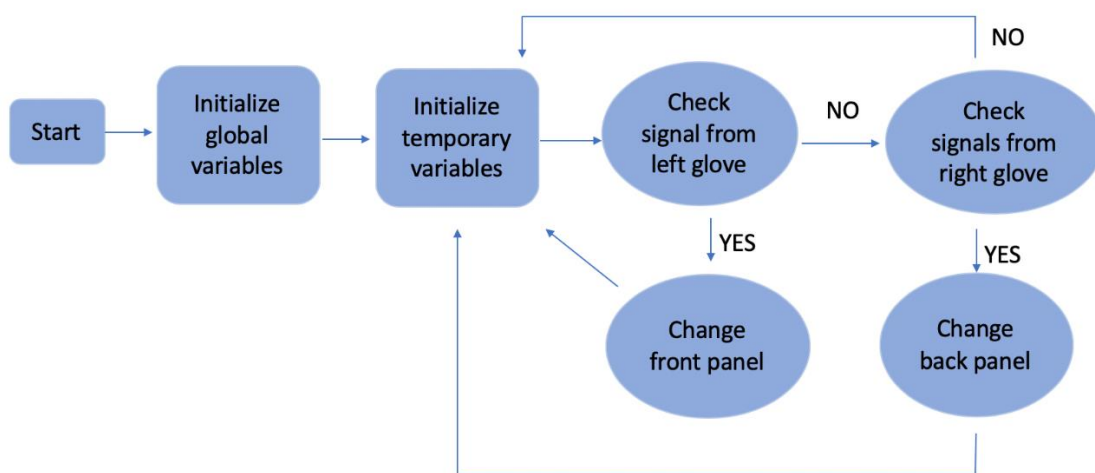 Start
Initialize
global
variables
Initialize
temporary
variables
Check
signal from
left glove
NO
Check
signals from
right glove
NO
YES
YES
Change
front panel
Change
back panel